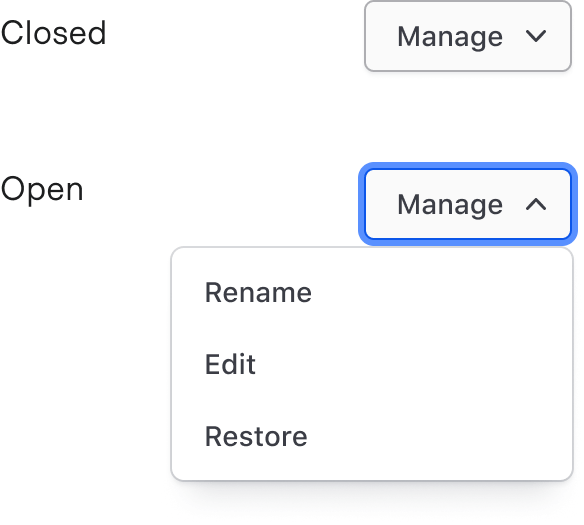 Closed
Manage
Open
Manage
Rename
Edit
Restore